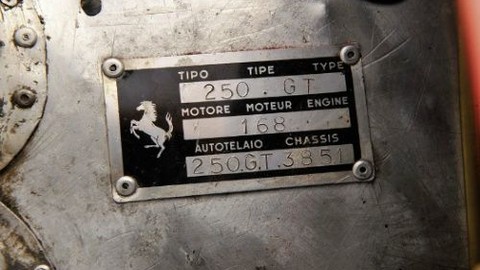 TIPO TIPE TYPE
250 GT
MOTORE MOTEUR ENGINE
168
AUTOTELAIO CHASSIS
250.G.T.3851